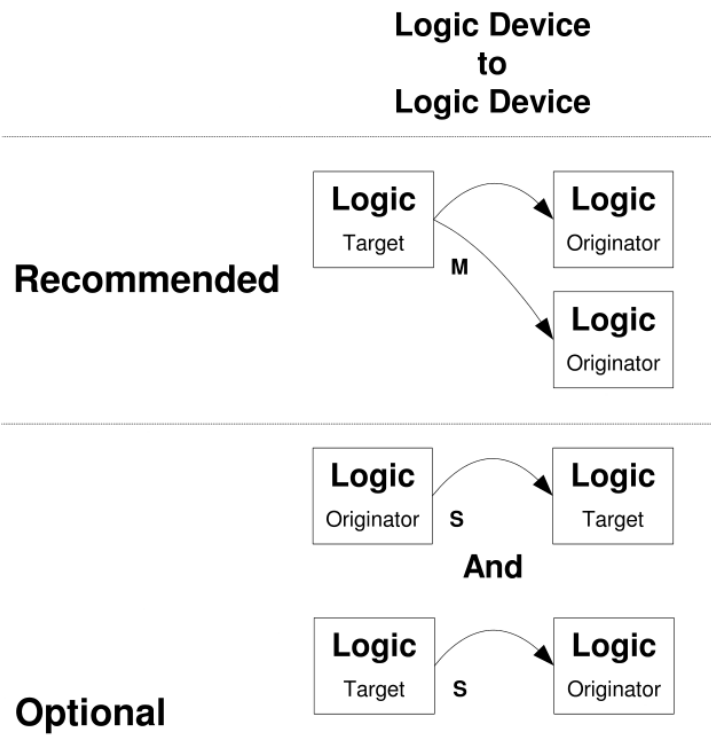 Logic Device
to
Logic Device
Logic
Target
Logic
Originator
Recommended
M
Logic
Originator
Logic
Originator
S
Logic
Target
And
Logic
Target
S
Logic
Originator
Optional